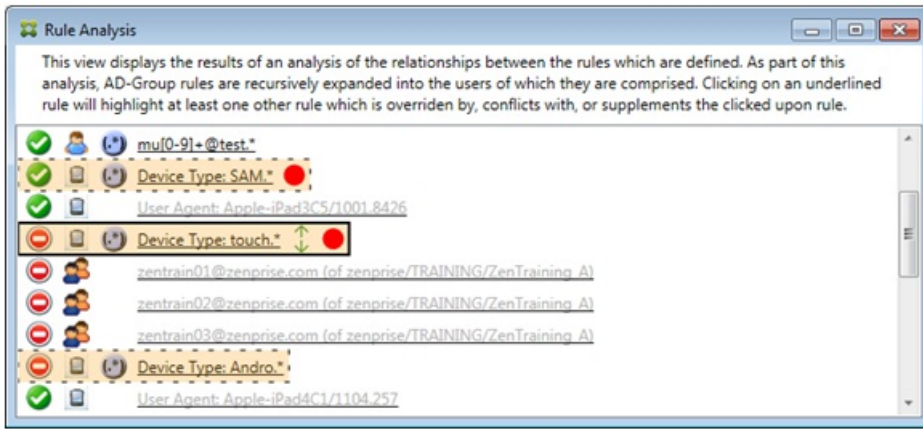 Rule Analysis
This view displays the results of an analysis of the relationships between the rules which are defined. As part of this
analysis, AD-Group rules are recursively expanded into the users of which they are comprised. Clicking on an underlined
rule will highlight at least one other rule which is overriden by, conflicts with, or supplements the clicked upon rule.
(.*) mu[0-9]+@test.*
(.*) Device Type: SAM.*
User Agent: Apple-iPad3C5/1001.8426
(.*) Device Type: touch.*
zentrain01@zenprise.com (of zenprise/TRAINING/ZenTraining_A)
zentrain02@zenprise.com (of zenprise/TRAINING/ZenTraining_A)
zentrain03@zenprise.com (of zenprise/TRAINING/ZenTraining_A)
(.*) Device Type: Andro.*
User Agent: Apple-iPad4C1/1104.257